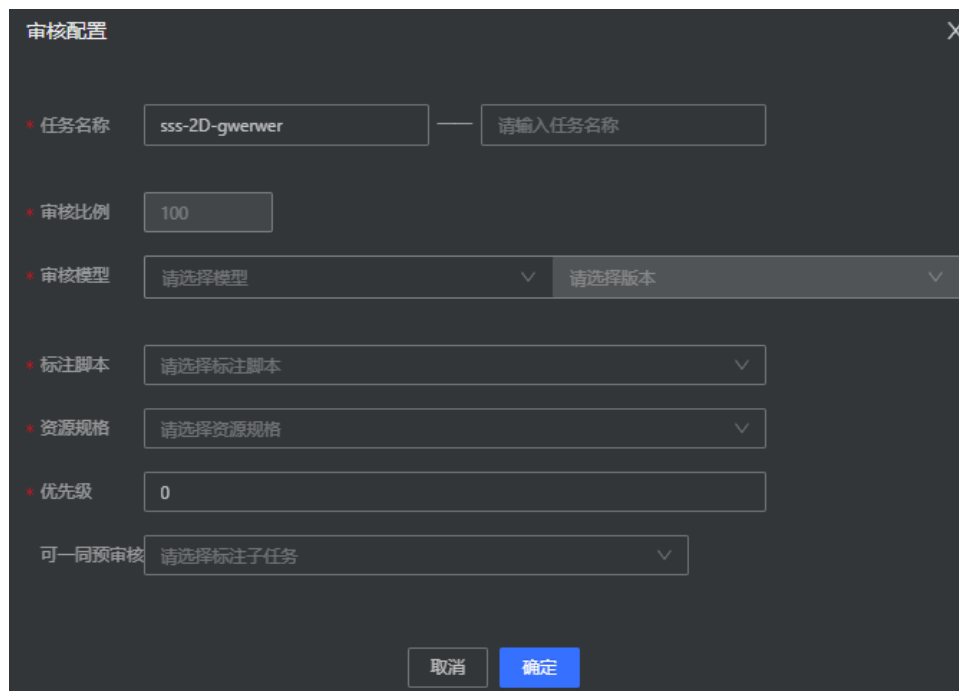 审核配置
* 任务名称 sss-2D-gwerwer —— 请输入任务名称
* 审核比例 100
* 审核模型 请选择模型 请选择版本
* 标注脚本 请选择标注脚本
* 资源规格 请选择资源规格
* 优先级 0
可一同预审核 请选择标注子任务
取消 确定